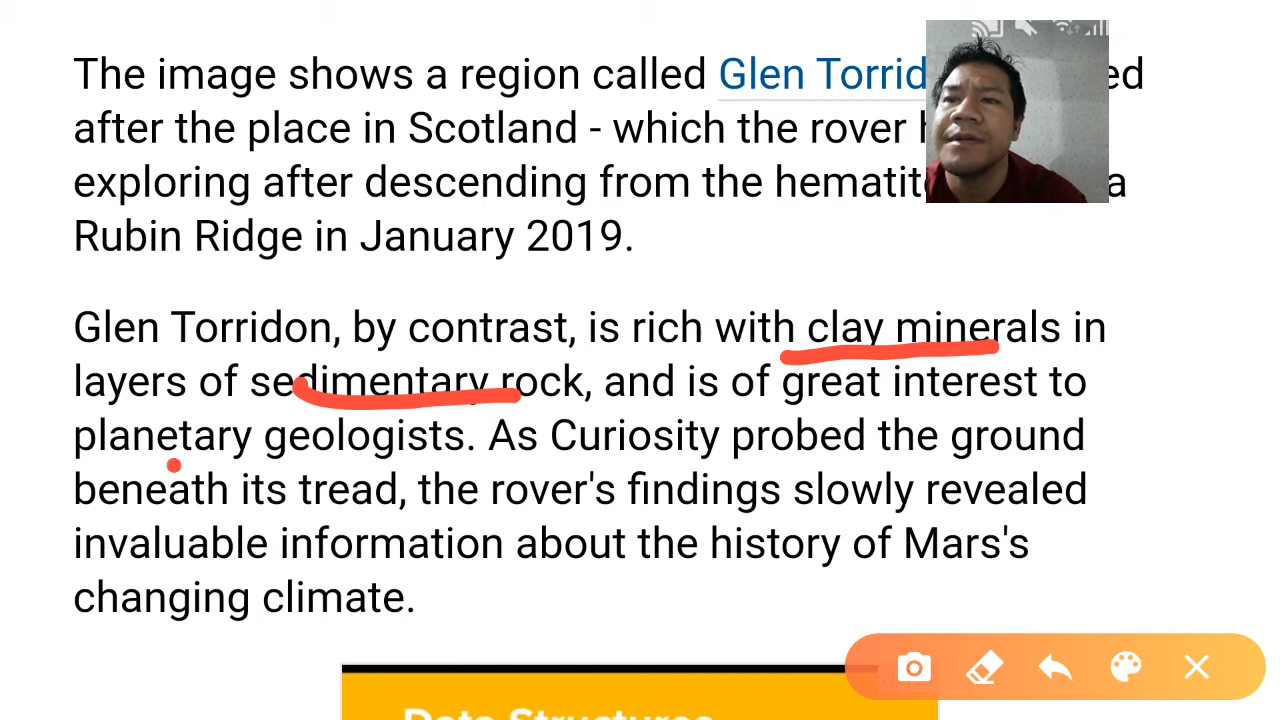 The image shows a region called Glen
after the place in Scotland - which the rover
exploring after descending from the
Rubin Ridge in January 2019.
Glen Torridon, by contrast, is rich with clay minerals in
layers of sedimentary rock, and is of great interest to
planetary geologists. As Curiosity probed the ground
beneath its tread, the rover's findings slowly revealed
invaluable information about the history of Mars's
changing climate.
Data Structures